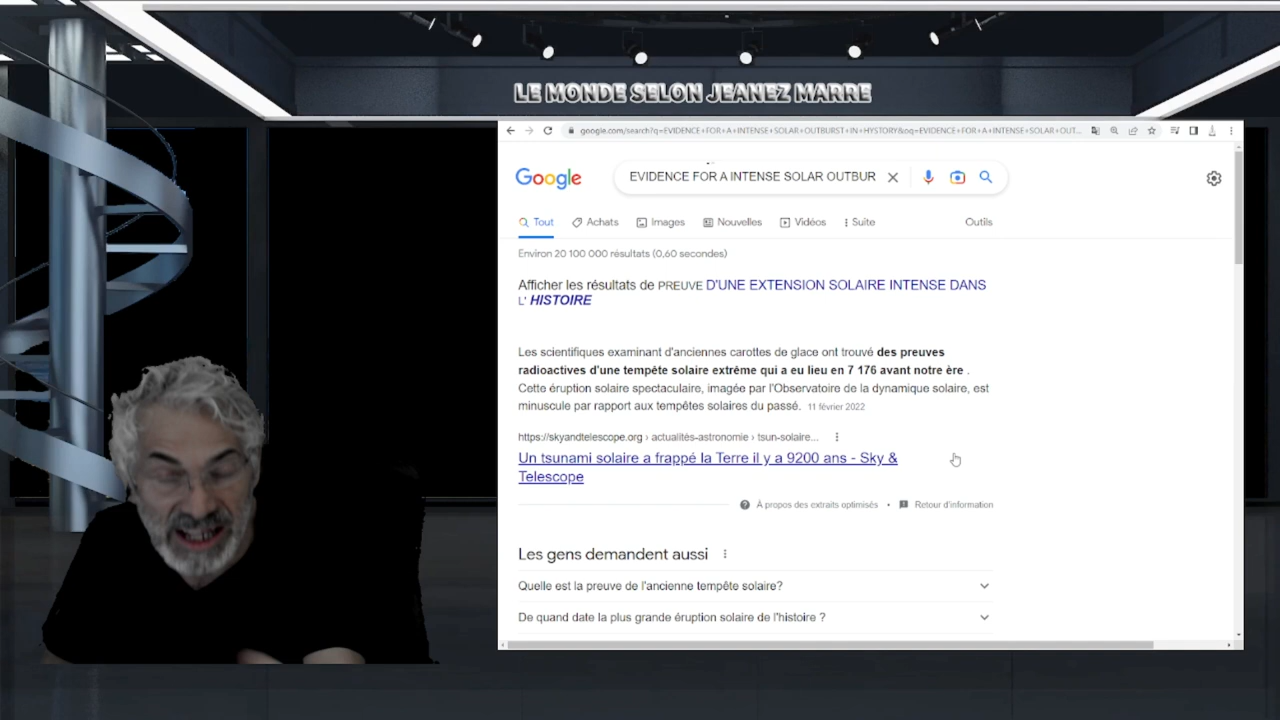 LE MONDE SELON JEANEZ MARRE
google.com/search?q=EVIDENCE+FOR+A+INTENSE+SOLAR+OUTBURST+IN+HYSTORY&oq=EVIDENCE+FOR+A+INTENSE+SOLAR+OUT...
Google
EVIDENCE FOR A INTENSE SOLAR OUTBUR
Tout Achats Images Nouvelles Vidéos Suite Outils
Environ 20 100 000 résultats (0,60 secondes)
Afficher les résultats de PREUVE D'UNE EXTENSION SOLAIRE INTENSE DANS
L' HISTOIRE
Les scientifiques examinant d'anciennes carottes de glace ont trouvé des preuves
radioactives d'une tempête solaire extrême qui a eu lieu en 7 176 avant notre ère .
Cette éruption solaire spectaculaire, imagée par l'Observatoire de la dynamique solaire, est
minuscule par rapport aux tempêtes solaires du passé. 11 février 2022
https://skyandtelescope.org › actualités-astronomie › tsun-solaire...
Un tsunami solaire a frappé la Terre il y a 9200 ans - Sky &
Telescope
À propos des extraits optimisés • Retour d'information
Les gens demandent aussi
Quelle est la preuve de l'ancienne tempête solaire?
De quand date la plus grande éruption solaire de l'histoire ?